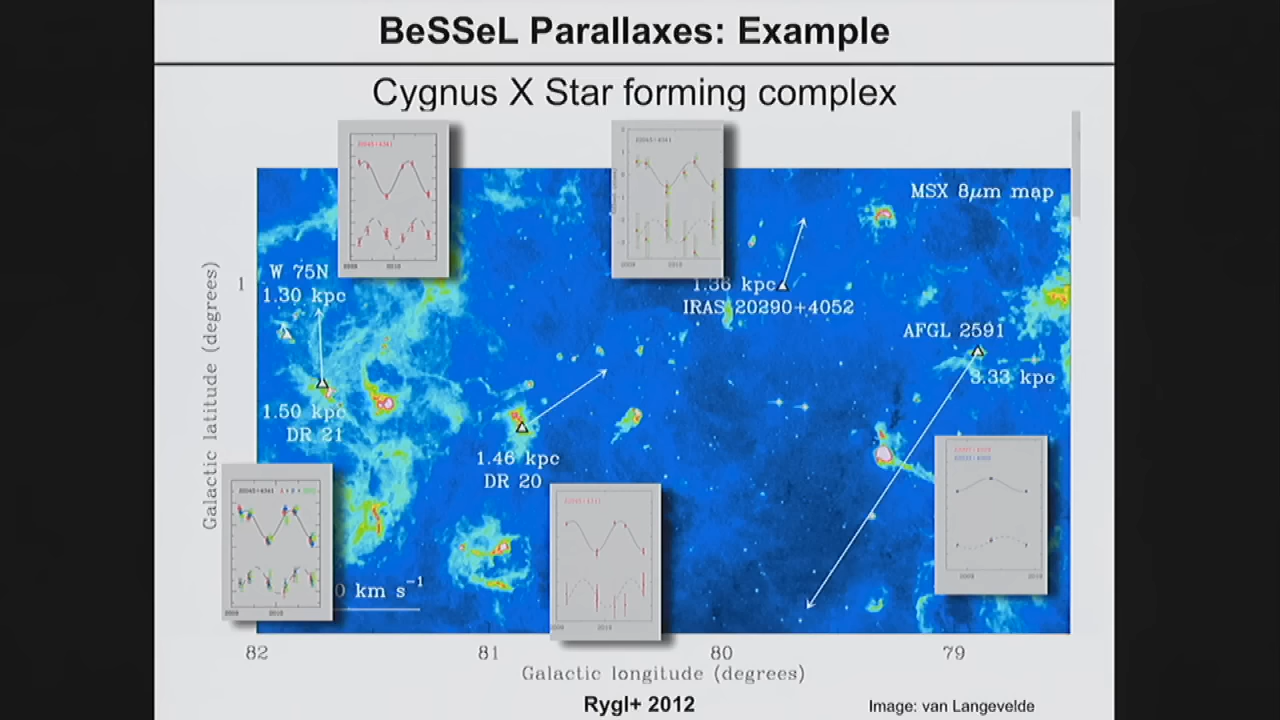 BeSSeL Parallaxes: Example
Cygnus X Star forming complex
MSX 8μm map
W 75N
1.30 kpc
1
1.36 kpc
IRAS 20290+4052
AFGL 2591
3.33 kpc
1.50 kpc
DR 21
1.46 kpc
DR 20
0 km s⁻¹
Galactic latitude (degrees)
82 81 80 79
Galactic longitude (degrees)
Rygl+ 2012
Image: van Langevelde